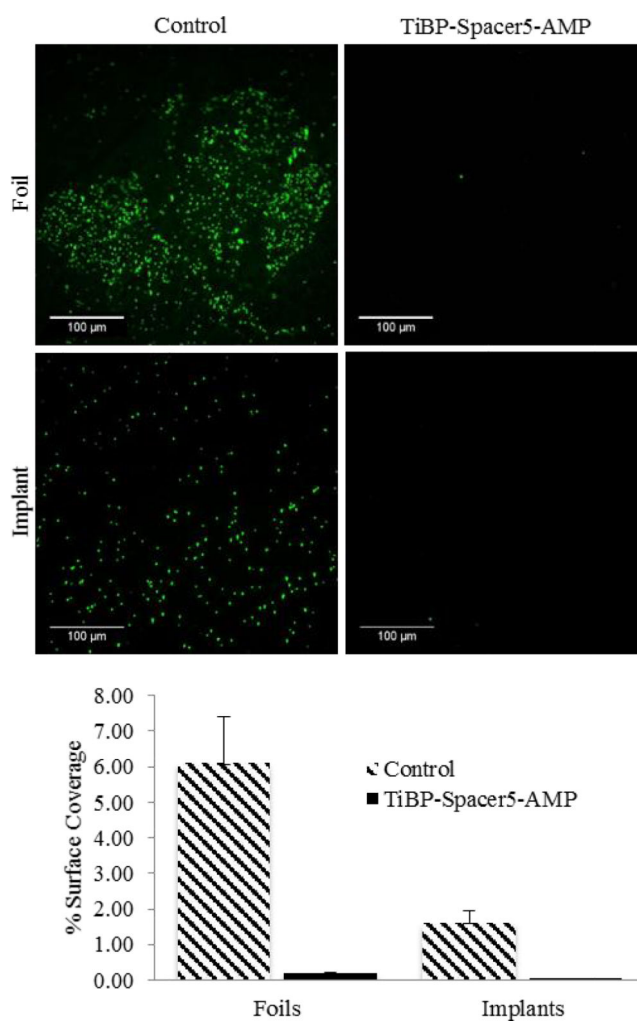 Control TiBP-Spacer5-AMP
Foil
100 µm 100 µm
Implant
100 µm 100 µm
8.00
7.00
6.00
5.00
4.00
3.00
2.00
1.00
0.00
% Surface Coverage
Control
TiBP-Spacer5-AMP
Foils Implants